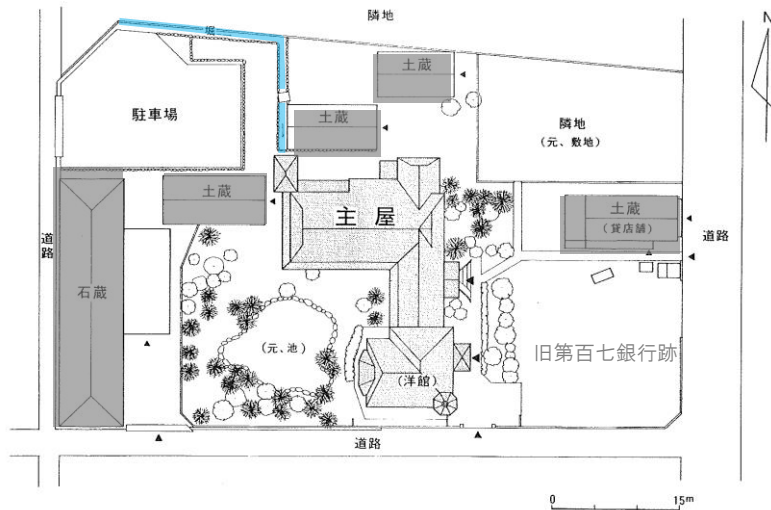 隣地
N
堀
土蔵
駐車場
土蔵
隣地
(元、敷地)
土蔵
主屋
土蔵
(貸店舗)
道路
道路
石蔵
(元、池)
(洋館)
旧第百七銀行跡
道路
0 15m